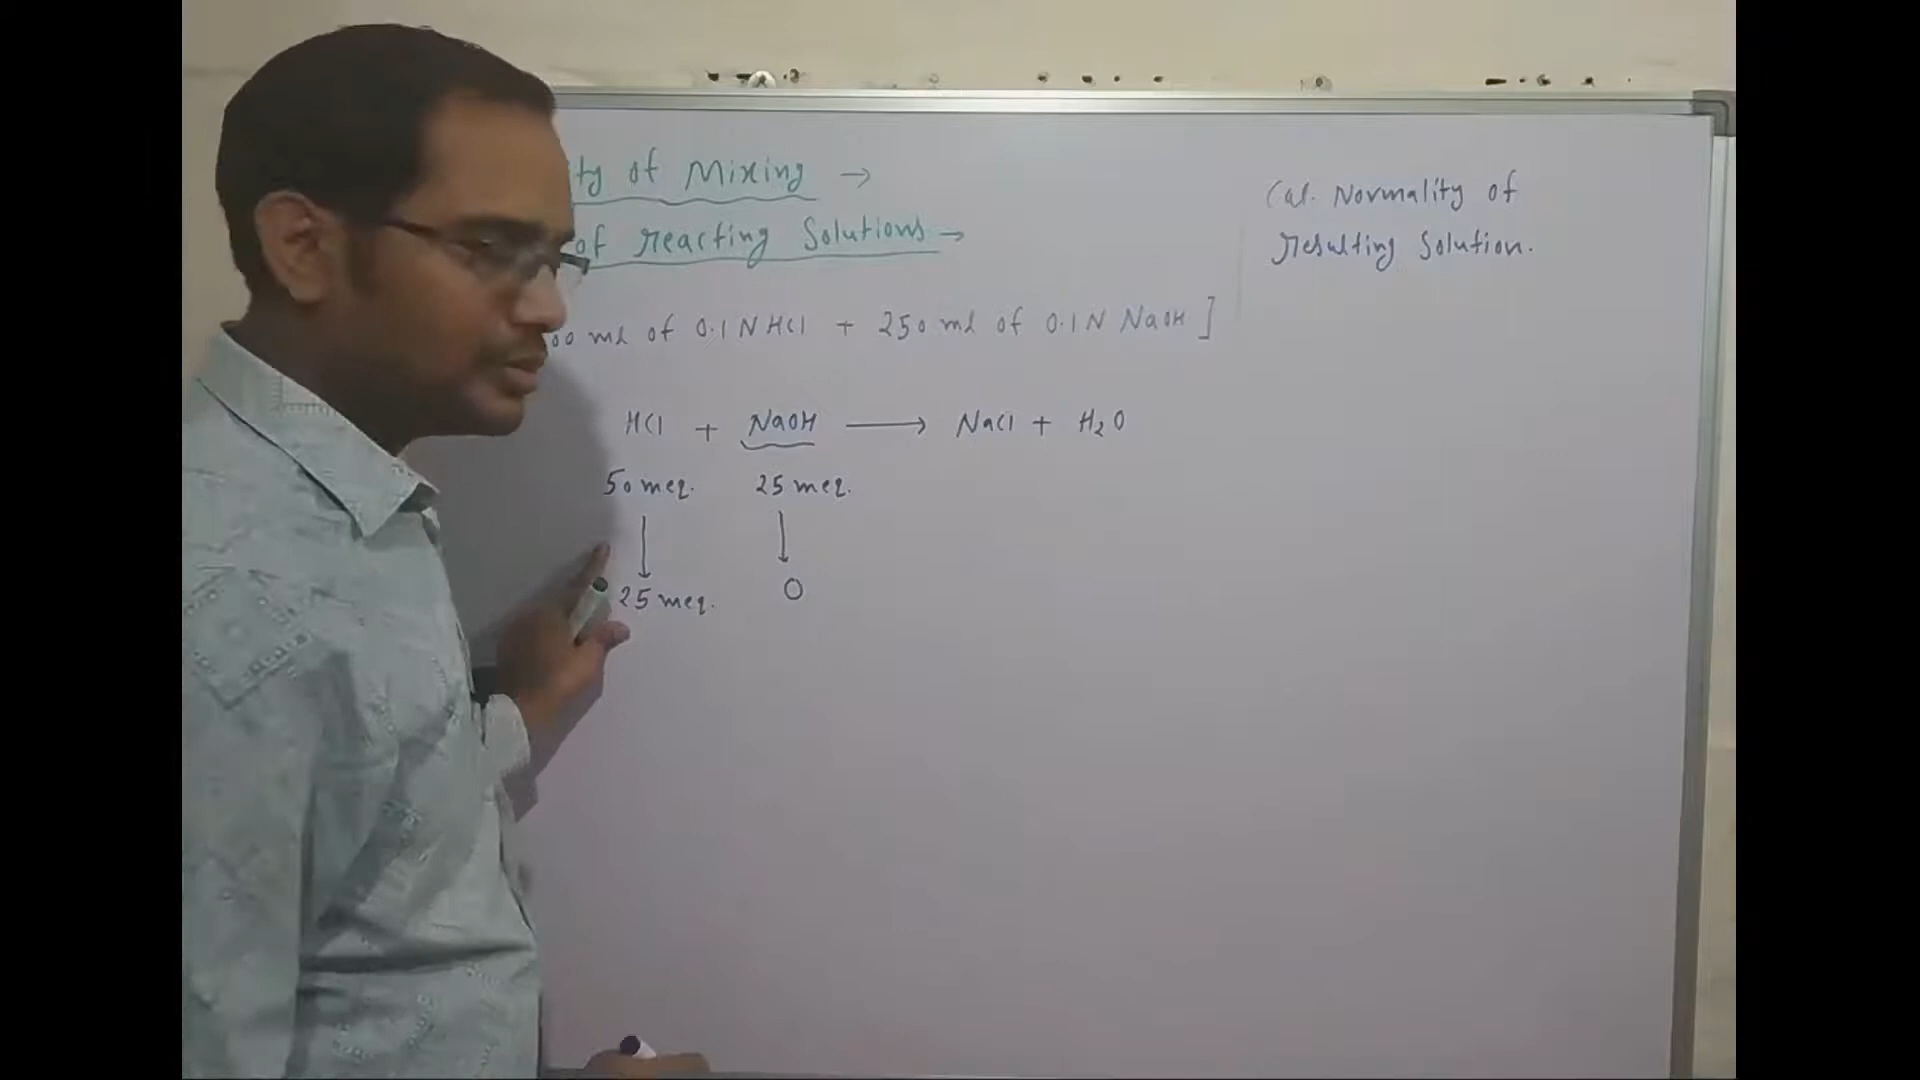 ity of Mixing →
of reacting Solutions →
Cal. Normality of
resulting Solution.
00 ml of 0.1 N HCl + 250 ml of 0.1 N NaOH ]
HCl + NaOH ⟶ NaCl + H₂O
50 meq. 25 meq.
↓ ↓
25 meq. 0